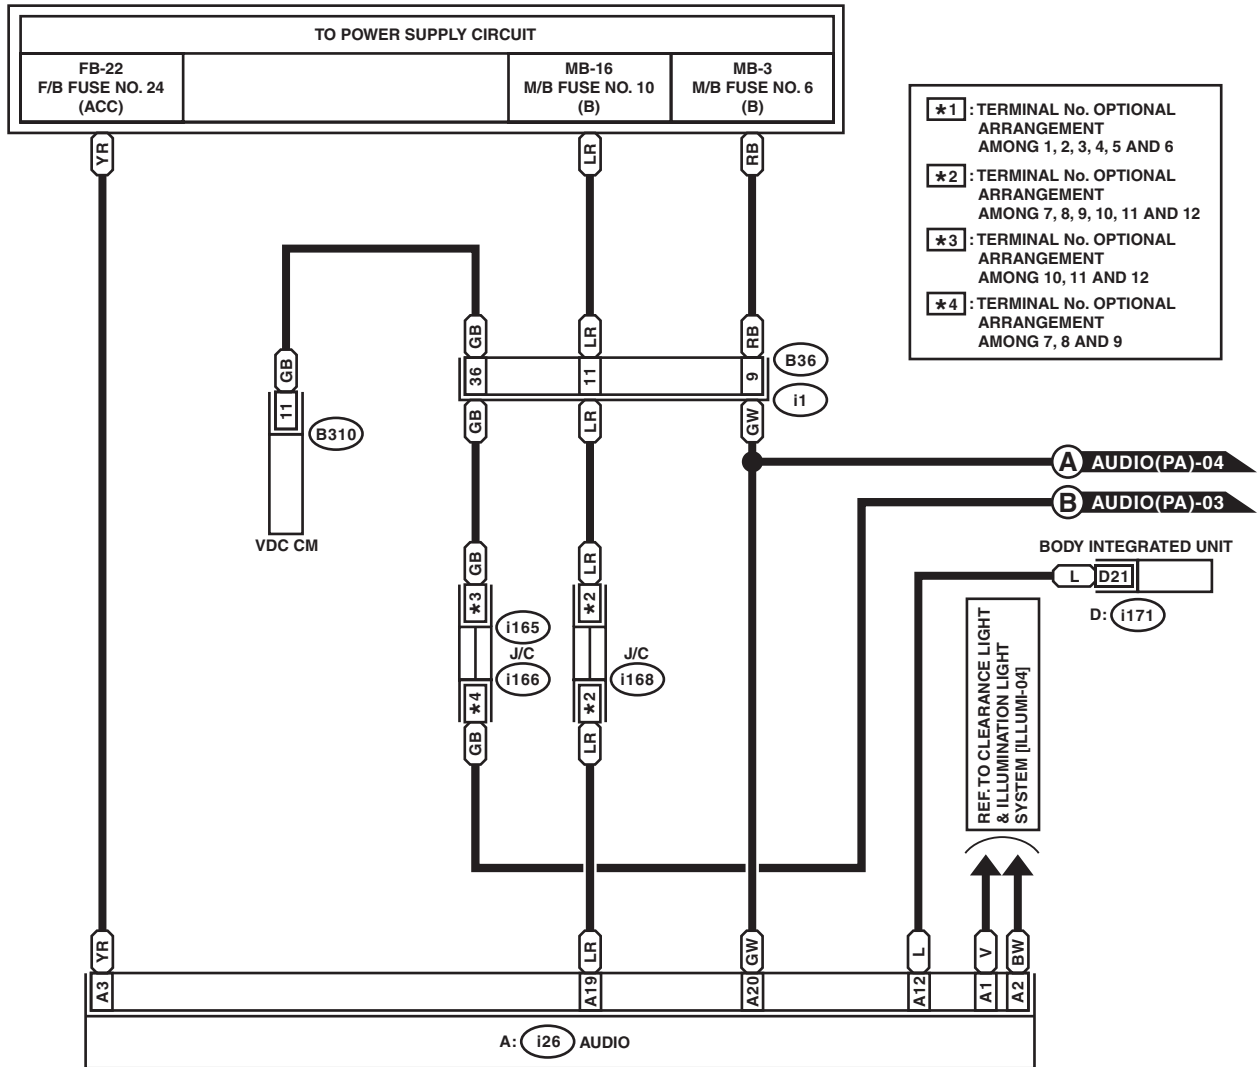 TO POWER SUPPLY CIRCUIT
FB-22
F/B FUSE NO. 24
(ACC)
MB-16
M/B FUSE NO. 10
(B)
MB-3
M/B FUSE NO. 6
(B)
*1 : TERMINAL No. OPTIONAL
ARRANGEMENT
AMONG 1, 2, 3, 4, 5 AND 6
*2 : TERMINAL No. OPTIONAL
ARRANGEMENT
AMONG 7, 8, 9, 10, 11 AND 12
*3 : TERMINAL No. OPTIONAL
ARRANGEMENT
AMONG 10, 11 AND 12
*4 : TERMINAL No. OPTIONAL
ARRANGEMENT
AMONG 7, 8 AND 9
YR
LR
RB
GB
LR
RB
36
11
9
B36
i1
GB
11
B310
VDC CM
GB
LR
GW
A AUDIO(PA)-04
B AUDIO(PA)-03
BODY INTEGRATED UNIT
L D21
D: i171
GB
LR
*3
*2
i165
J/C
i166
J/C
i168
*4
*2
GB
LR
REF. TO CLEARANCE LIGHT
& ILLUMINATION LIGHT
SYSTEM [ILLUMI-04]
YR
LR
GW
L
V
BW
A3
A19
A20
A12
A1
A2
A: i26 AUDIO